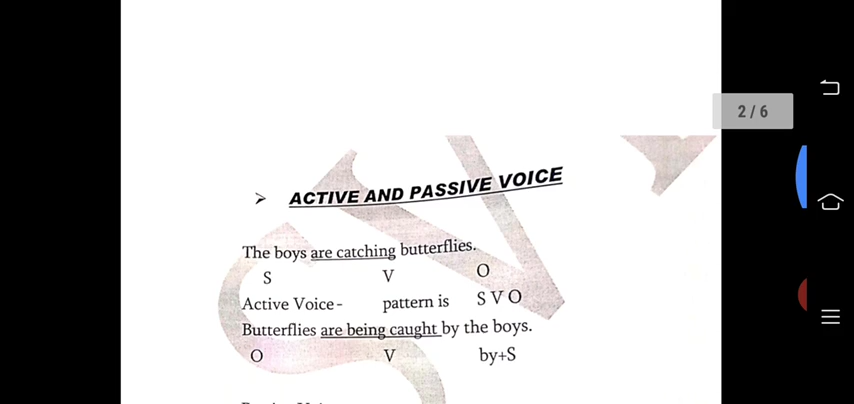 2 / 6
➢ ACTIVE AND PASSIVE VOICE
The boys are catching butterflies.
S V O
Active Voice - pattern is S V O
Butterflies are being caught by the boys.
O V by+S